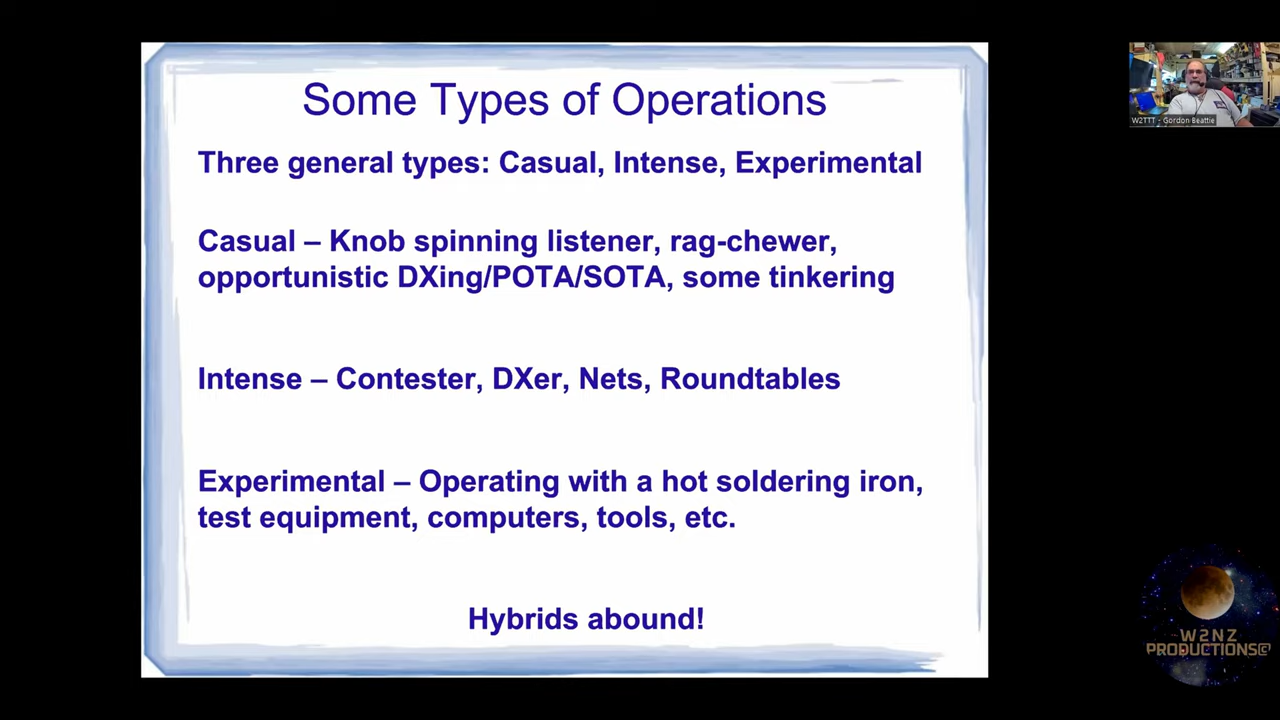 Some Types of Operations
Three general types: Casual, Intense, Experimental
Casual – Knob spinning listener, rag-chewer,
opportunistic DXing/POTA/SOTA, some tinkering
Intense – Contester, DXer, Nets, Roundtables
Experimental – Operating with a hot soldering iron,
test equipment, computers, tools, etc.
Hybrids abound!
W2TTT - Gordon Beattie
W2NZ
PRODUCTIONS©